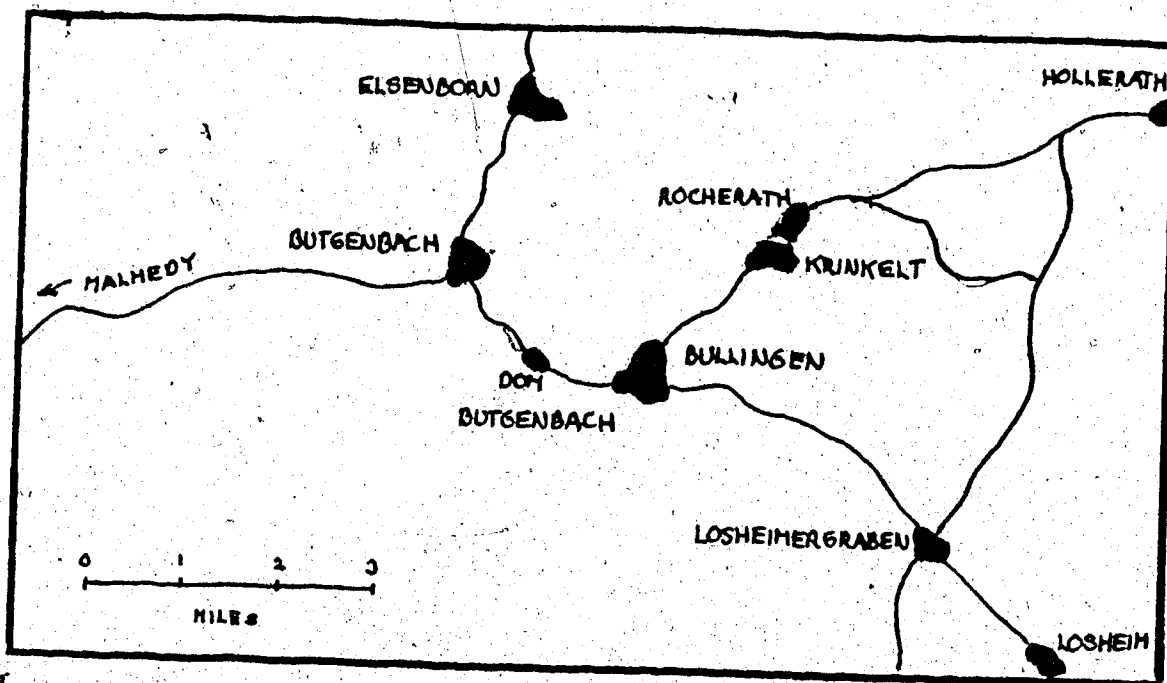 HOLLERATH
ELSENBORN
ROCHERATH
BUTGENBACH
KRINKELT
MALMEDY
BULLINGEN
DOM
BUTGENBACH
LOSHEIMERGRABEN
0 1 2 3
MILES
LOSHEIM